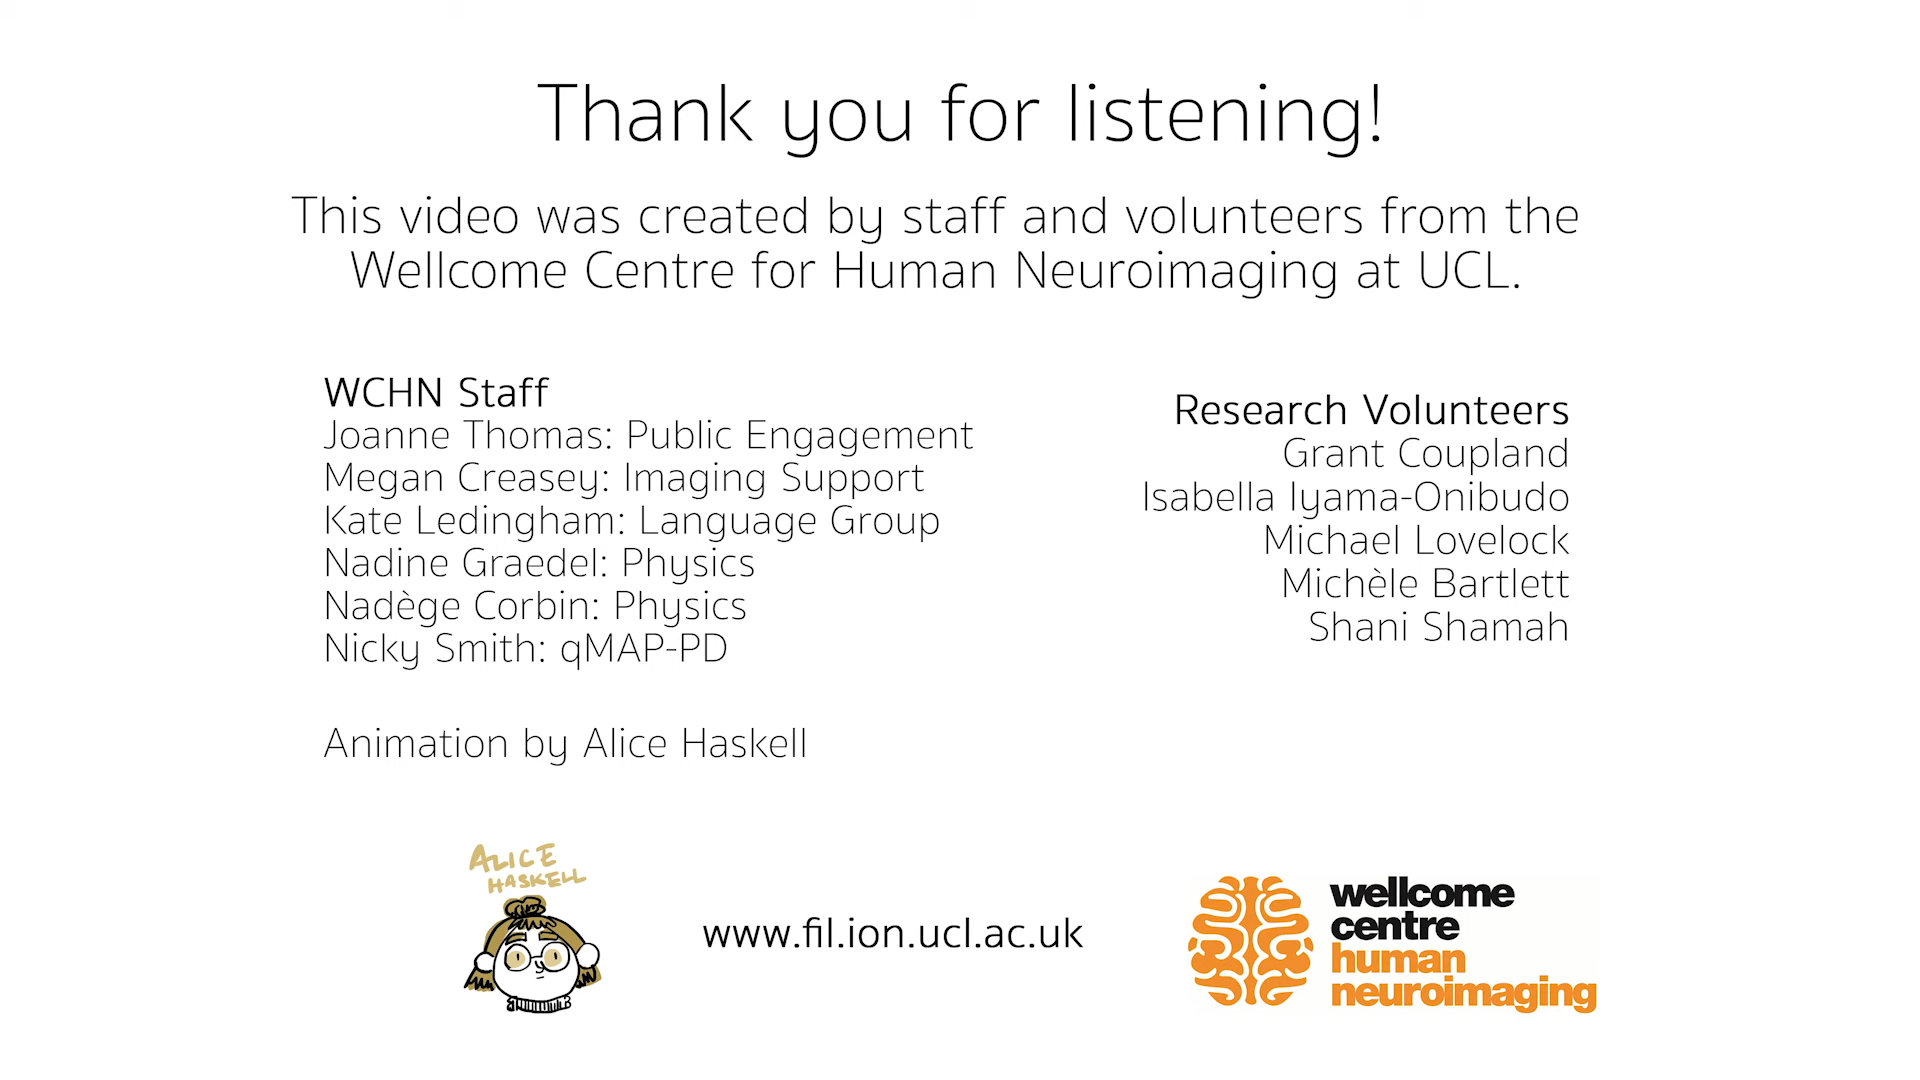 Thank you for listening!
This video was created by staff and volunteers from the
Wellcome Centre for Human Neuroimaging at UCL.
WCHN Staff
Joanne Thomas: Public Engagement
Megan Creasey: Imaging Support
Kate Ledingham: Language Group
Nadine Graedel: Physics
Nadège Corbin: Physics
Nicky Smith: qMAP-PD
Animation by Alice Haskell
Research Volunteers
Grant Coupland
Isabella Iyama-Onibudo
Michael Lovelock
Michèle Bartlett
Shani Shamah
ALICE
HASKELL
www.fil.ion.ucl.ac.uk
wellcome
centre
human
neuroimaging